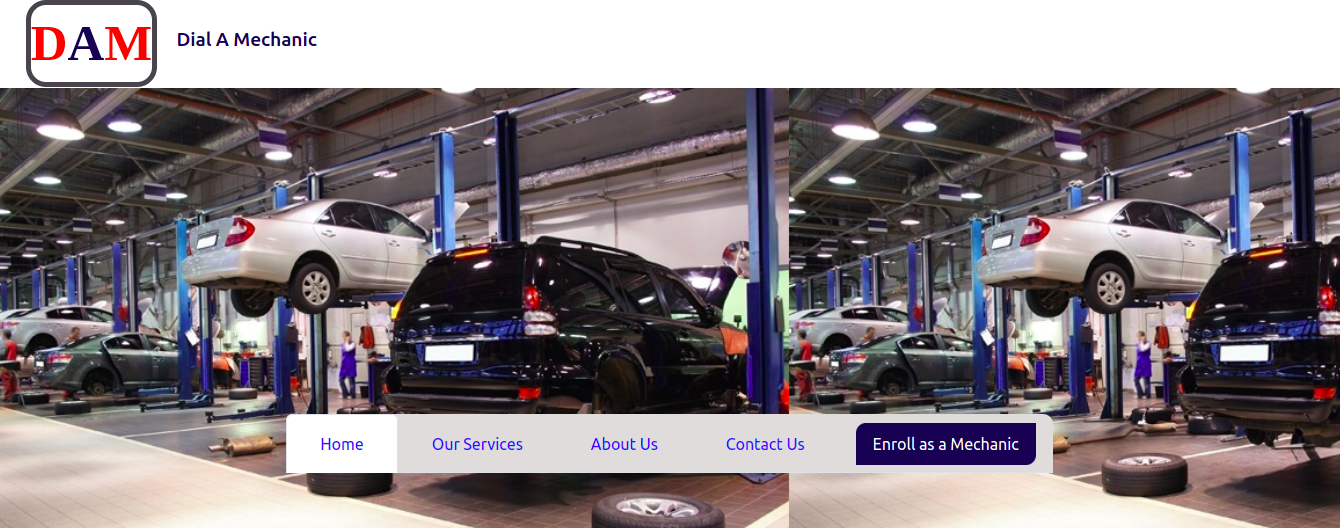 DAM
Dial A Mechanic
Home
Our Services
About Us
Contact Us
Enroll as a Mechanic